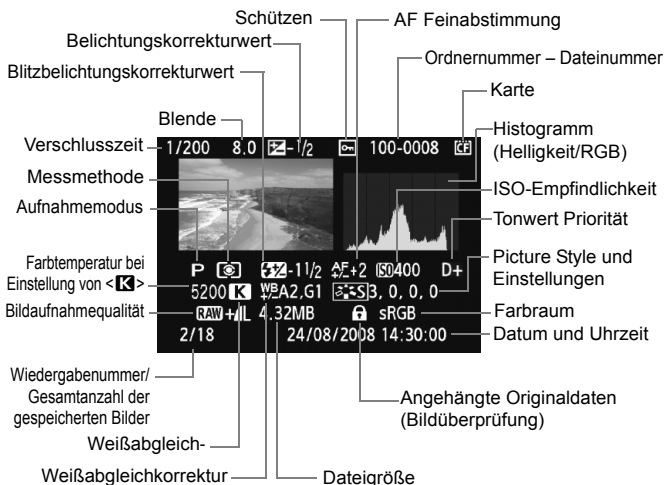 Schützen
AF Feinabstimmung
Belichtungskorrekturwert
Ordnernummer – Dateinummer
Blitzbelichtungskorrekturwert
Karte
Blende
Histogramm
(Helligkeit/RGB)
Verschlusszeit
1/200 8.0 -1/2 100-0008 CF
Messmethode
ISO-Empfindlichkeit
Aufnahmemodus
Tonwert Priorität
P -1 1/2 AF+2 ISO400 D+
Farbtemperatur bei
Einstellung von <K>
Picture Style und
Einstellungen
5200 K WB A2,G1 S 3, 0, 0, 0
Bildaufnahmequalität
RAW+L 4.32MB sRGB
Farbraum
2/18 24/08/2008 14:30:00
Datum und Uhrzeit
Wiedergabenummer/
Gesamtanzahl der
gespeicherten Bilder
Angehängte Originaldaten
(Bildüberprüfung)
Weißabgleich-
Weißabgleichkorrektur
Dateigröße